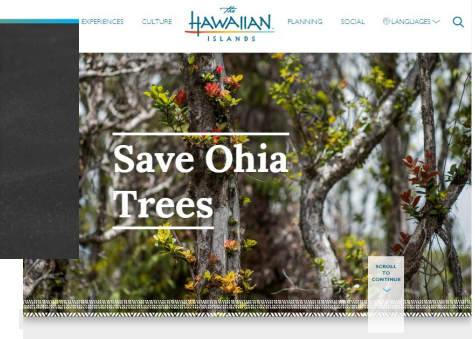 EXPERIENCES
CULTURE
the
HAWAIIAN
ISLANDS
PLANNING
SOCIAL
LANGUAGES
Save Ohia
Trees
SCROLL
TO
CONTINUE